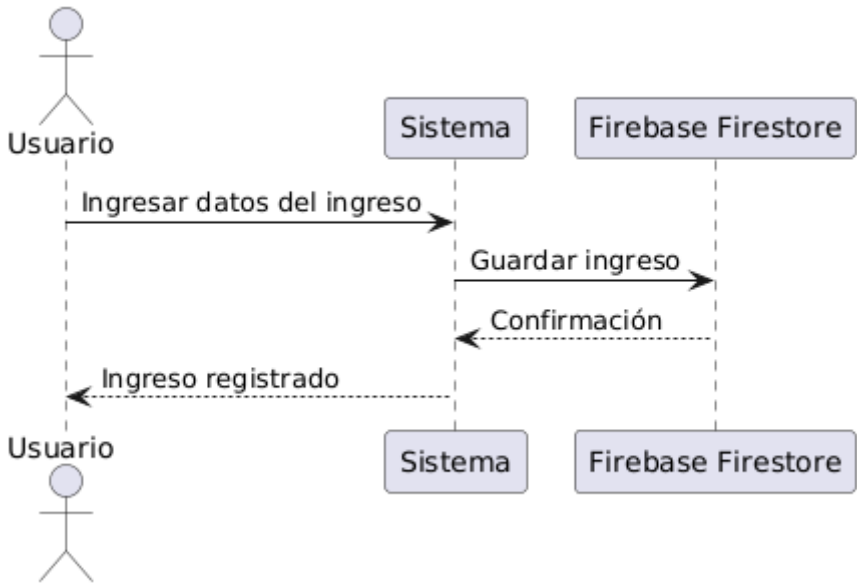 Usuario
Sistema
Firebase Firestore
Ingresar datos del ingreso
Guardar ingreso
Confirmación
Ingreso registrado
Usuario
Sistema
Firebase Firestore